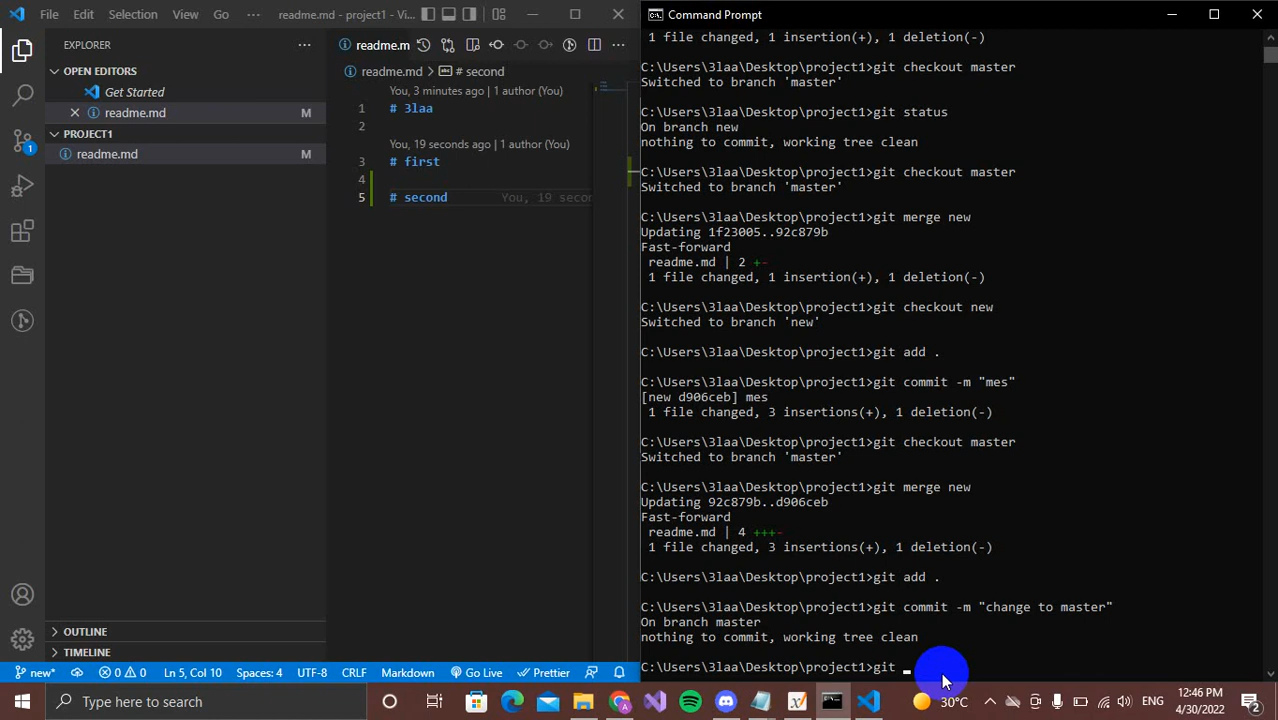 File Edit Selection View Go ··· readme.md - project1 - Vi...
EXPLORER ···
OPEN EDITORS
Get Started
readme.md M
PROJECT1
readme.md M
OUTLINE
TIMELINE
readme.m ···
readme.md > # second
You, 3 minutes ago | 1 author (You)
1 # 3laa
2
You, 19 seconds ago | 1 author (You)
3 # first
4
5 # second You, 19 secon
1
new* 0 0 Ln 5, Col 10 Spaces: 4 UTF-8 CRLF Markdown Prettier
Command Prompt
1 file changed, 1 insertion(+), 1 deletion(-)
C:\Users\3laa\Desktop\project1>git checkout master
Switched to branch 'master'
C:\Users\3laa\Desktop\project1>git status
On branch new
nothing to commit, working tree clean
C:\Users\3laa\Desktop\project1>git checkout master
Switched to branch 'master'
C:\Users\3laa\Desktop\project1>git merge new
Updating 1f23005..92c879b
Fast-forward
readme.md | 2 +-
1 file changed, 1 insertion(+), 1 deletion(-)
C:\Users\3laa\Desktop\project1>git checkout new
Switched to branch 'new'
C:\Users\3laa\Desktop\project1>git add .
C:\Users\3laa\Desktop\project1>git commit -m "mes"
[new d906ceb] mes
1 file changed, 3 insertions(+), 1 deletion(-)
C:\Users\3laa\Desktop\project1>git checkout master
Switched to branch 'master'
C:\Users\3laa\Desktop\project1>git merge new
Updating 92c879b..d906ceb
Fast-forward
readme.md | 4 +++-
1 file changed, 3 insertions(+), 1 deletion(-)
C:\Users\3laa\Desktop\project1>git add .
C:\Users\3laa\Desktop\project1>git commit -m "change to master"
On branch master
nothing to commit, working tree clean
C:\Users\3laa\Desktop\project1>git _
Type here to search
30°C ENG 12:46 PM
4/30/2022 2